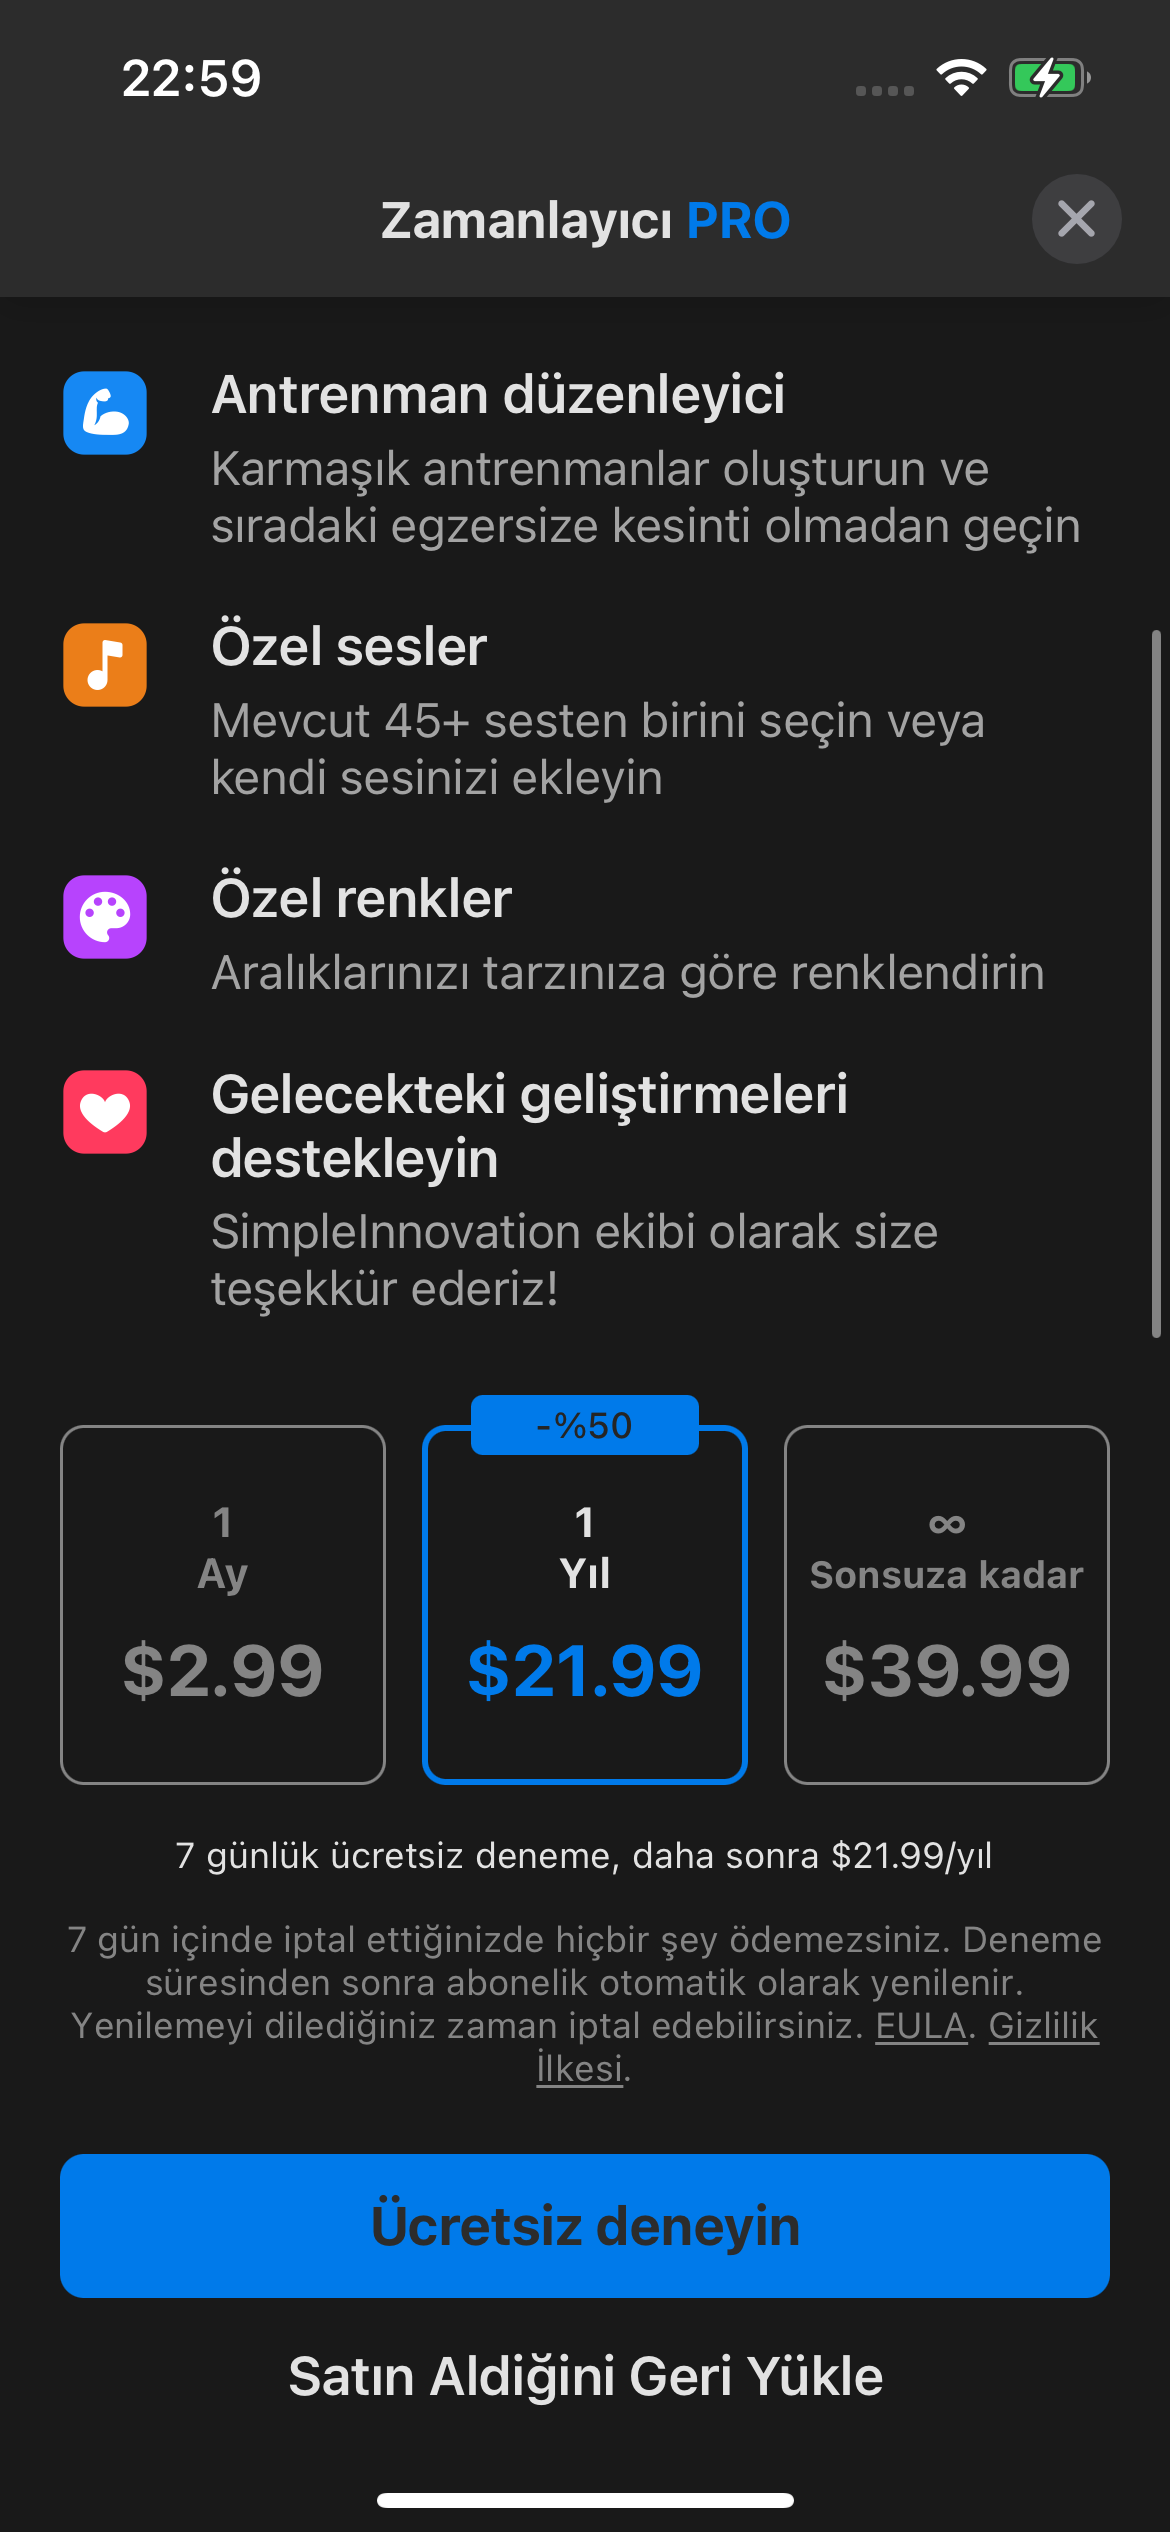 22:59
Zamanlayıcı PRO
Antrenman düzenleyici
Karmaşık antrenmanlar oluşturun ve
sıradaki egzersize kesinti olmadan geçin
Özel sesler
Mevcut 45+ sesten birini seçin veya
kendi sesinizi ekleyin
Özel renkler
Aralıklarınızı tarzınıza göre renklendirin
Gelecekteki geliştirmeleri
destekleyin
SimpleInnovation ekibi olarak size
teşekkür ederiz!
1
Ay
$2.99
-%50
1
Yıl
$21.99
∞
Sonsuza kadar
$39.99
7 günlük ücretsiz deneme, daha sonra $21.99/yıl
7 gün içinde iptal ettiğinizde hiçbir şey ödemezsiniz. Deneme
süresinden sonra abonelik otomatik olarak yenilenir.
Yenilemeyi dilediğiniz zaman iptal edebilirsiniz. EULA. Gizlilik
İlkesi.
Ücretsiz deneyin
Satın Aldiğini Geri Yükle